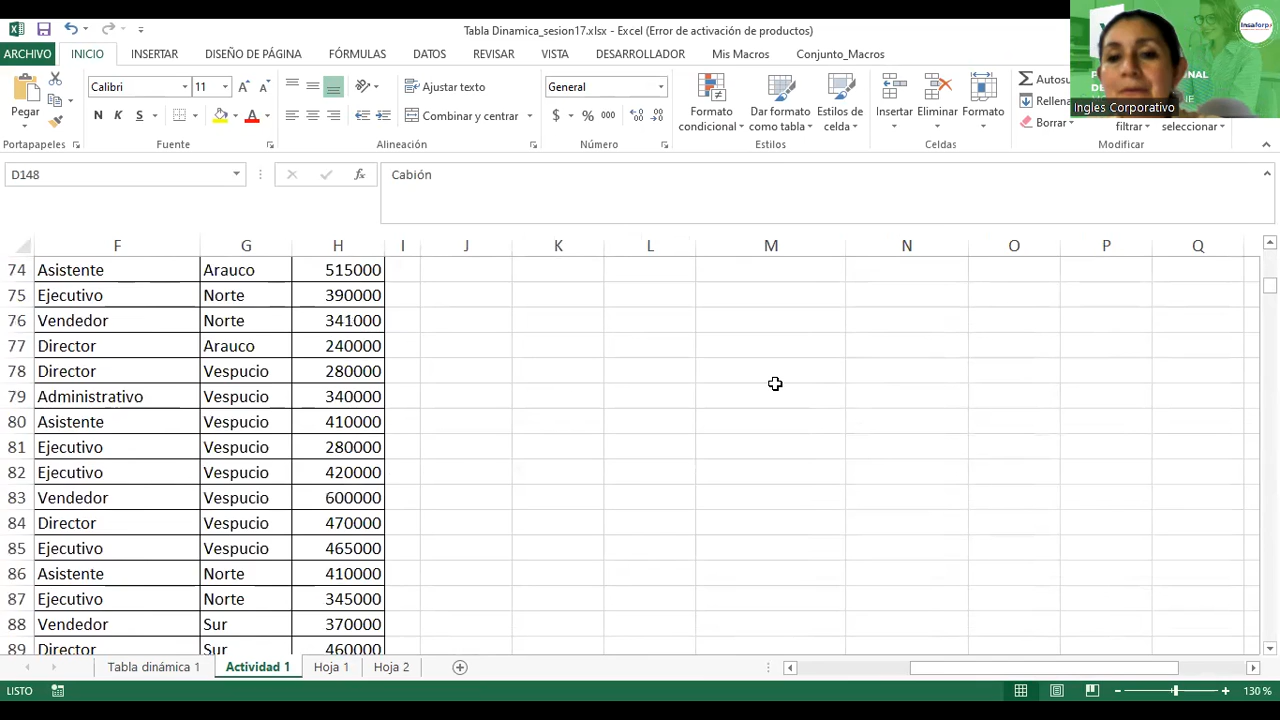 Tabla Dinamica_sesion17.xlsx - Excel (Error de activación de productos)
ARCHIVO INICIO INSERTAR DISEÑO DE PÁGINA FÓRMULAS DATOS REVISAR VISTA DESARROLLADOR Mis Macros Conjunto_Macros
Insaforp
Calibri 11 Ajustar texto General Autosu
Pegar N K S A Combinar y centrar $ % 000 Formato condicional Dar formato como tabla Estilos de celda Insertar Eliminar Formato Rellena
Borrar filtrar seleccionar
Portapapeles Fuente Alineación Número Estilos Celdas Modificar
Ingles Corporativo
D148 fx Cabión
F G H I J K L M N O P Q
74 Asistente Arauco 515000
75 Ejecutivo Norte 390000
76 Vendedor Norte 341000
77 Director Arauco 240000
78 Director Vespucio 280000
79 Administrativo Vespucio 340000
80 Asistente Vespucio 410000
81 Ejecutivo Vespucio 280000
82 Ejecutivo Vespucio 420000
83 Vendedor Vespucio 600000
84 Director Vespucio 470000
85 Ejecutivo Vespucio 465000
86 Asistente Norte 410000
87 Ejecutivo Norte 345000
88 Vendedor Sur 370000
89 Director Sur 460000
Tabla dinámica 1 Actividad 1 Hoja 1 Hoja 2
LISTO 130 %